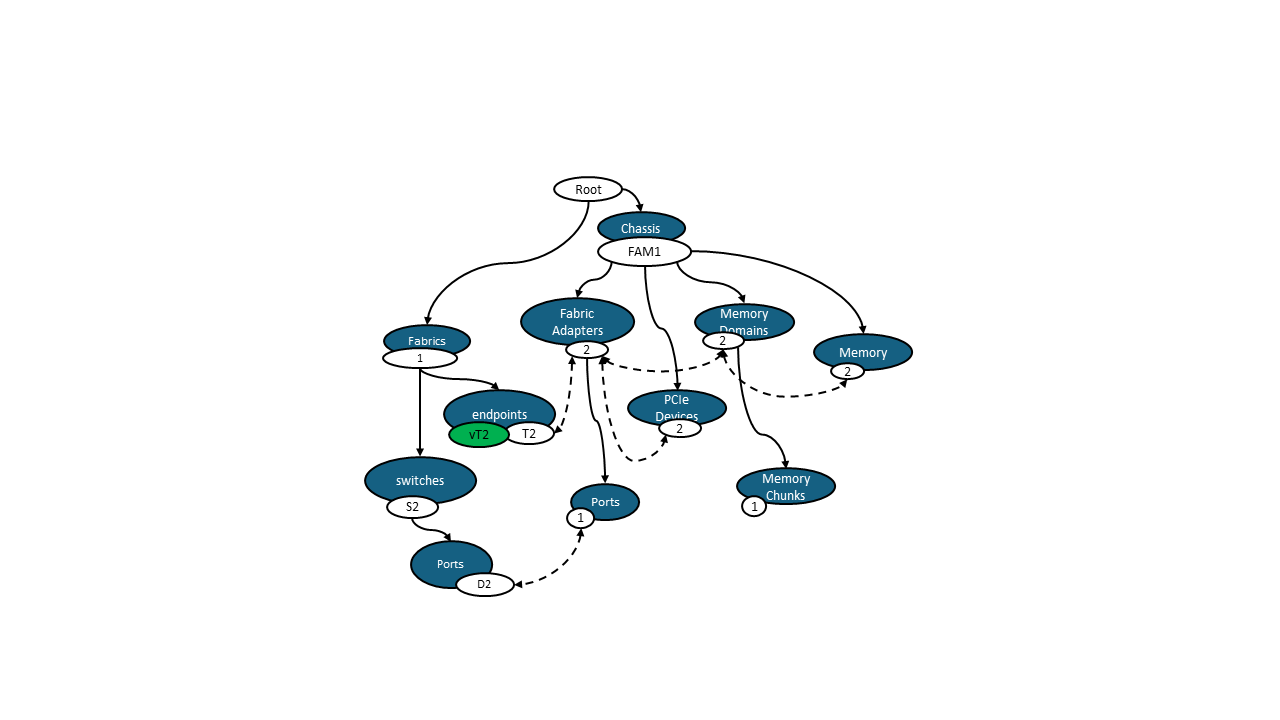 Root
Chassis
FAM1
Fabric
Adapters
2
Memory
Domains
2
Memory
2
Fabrics
1
endpoints
vT2
T2
PCIe
Devices
2
switches
S2
Ports
1
Memory
Chunks
1
Ports
D2